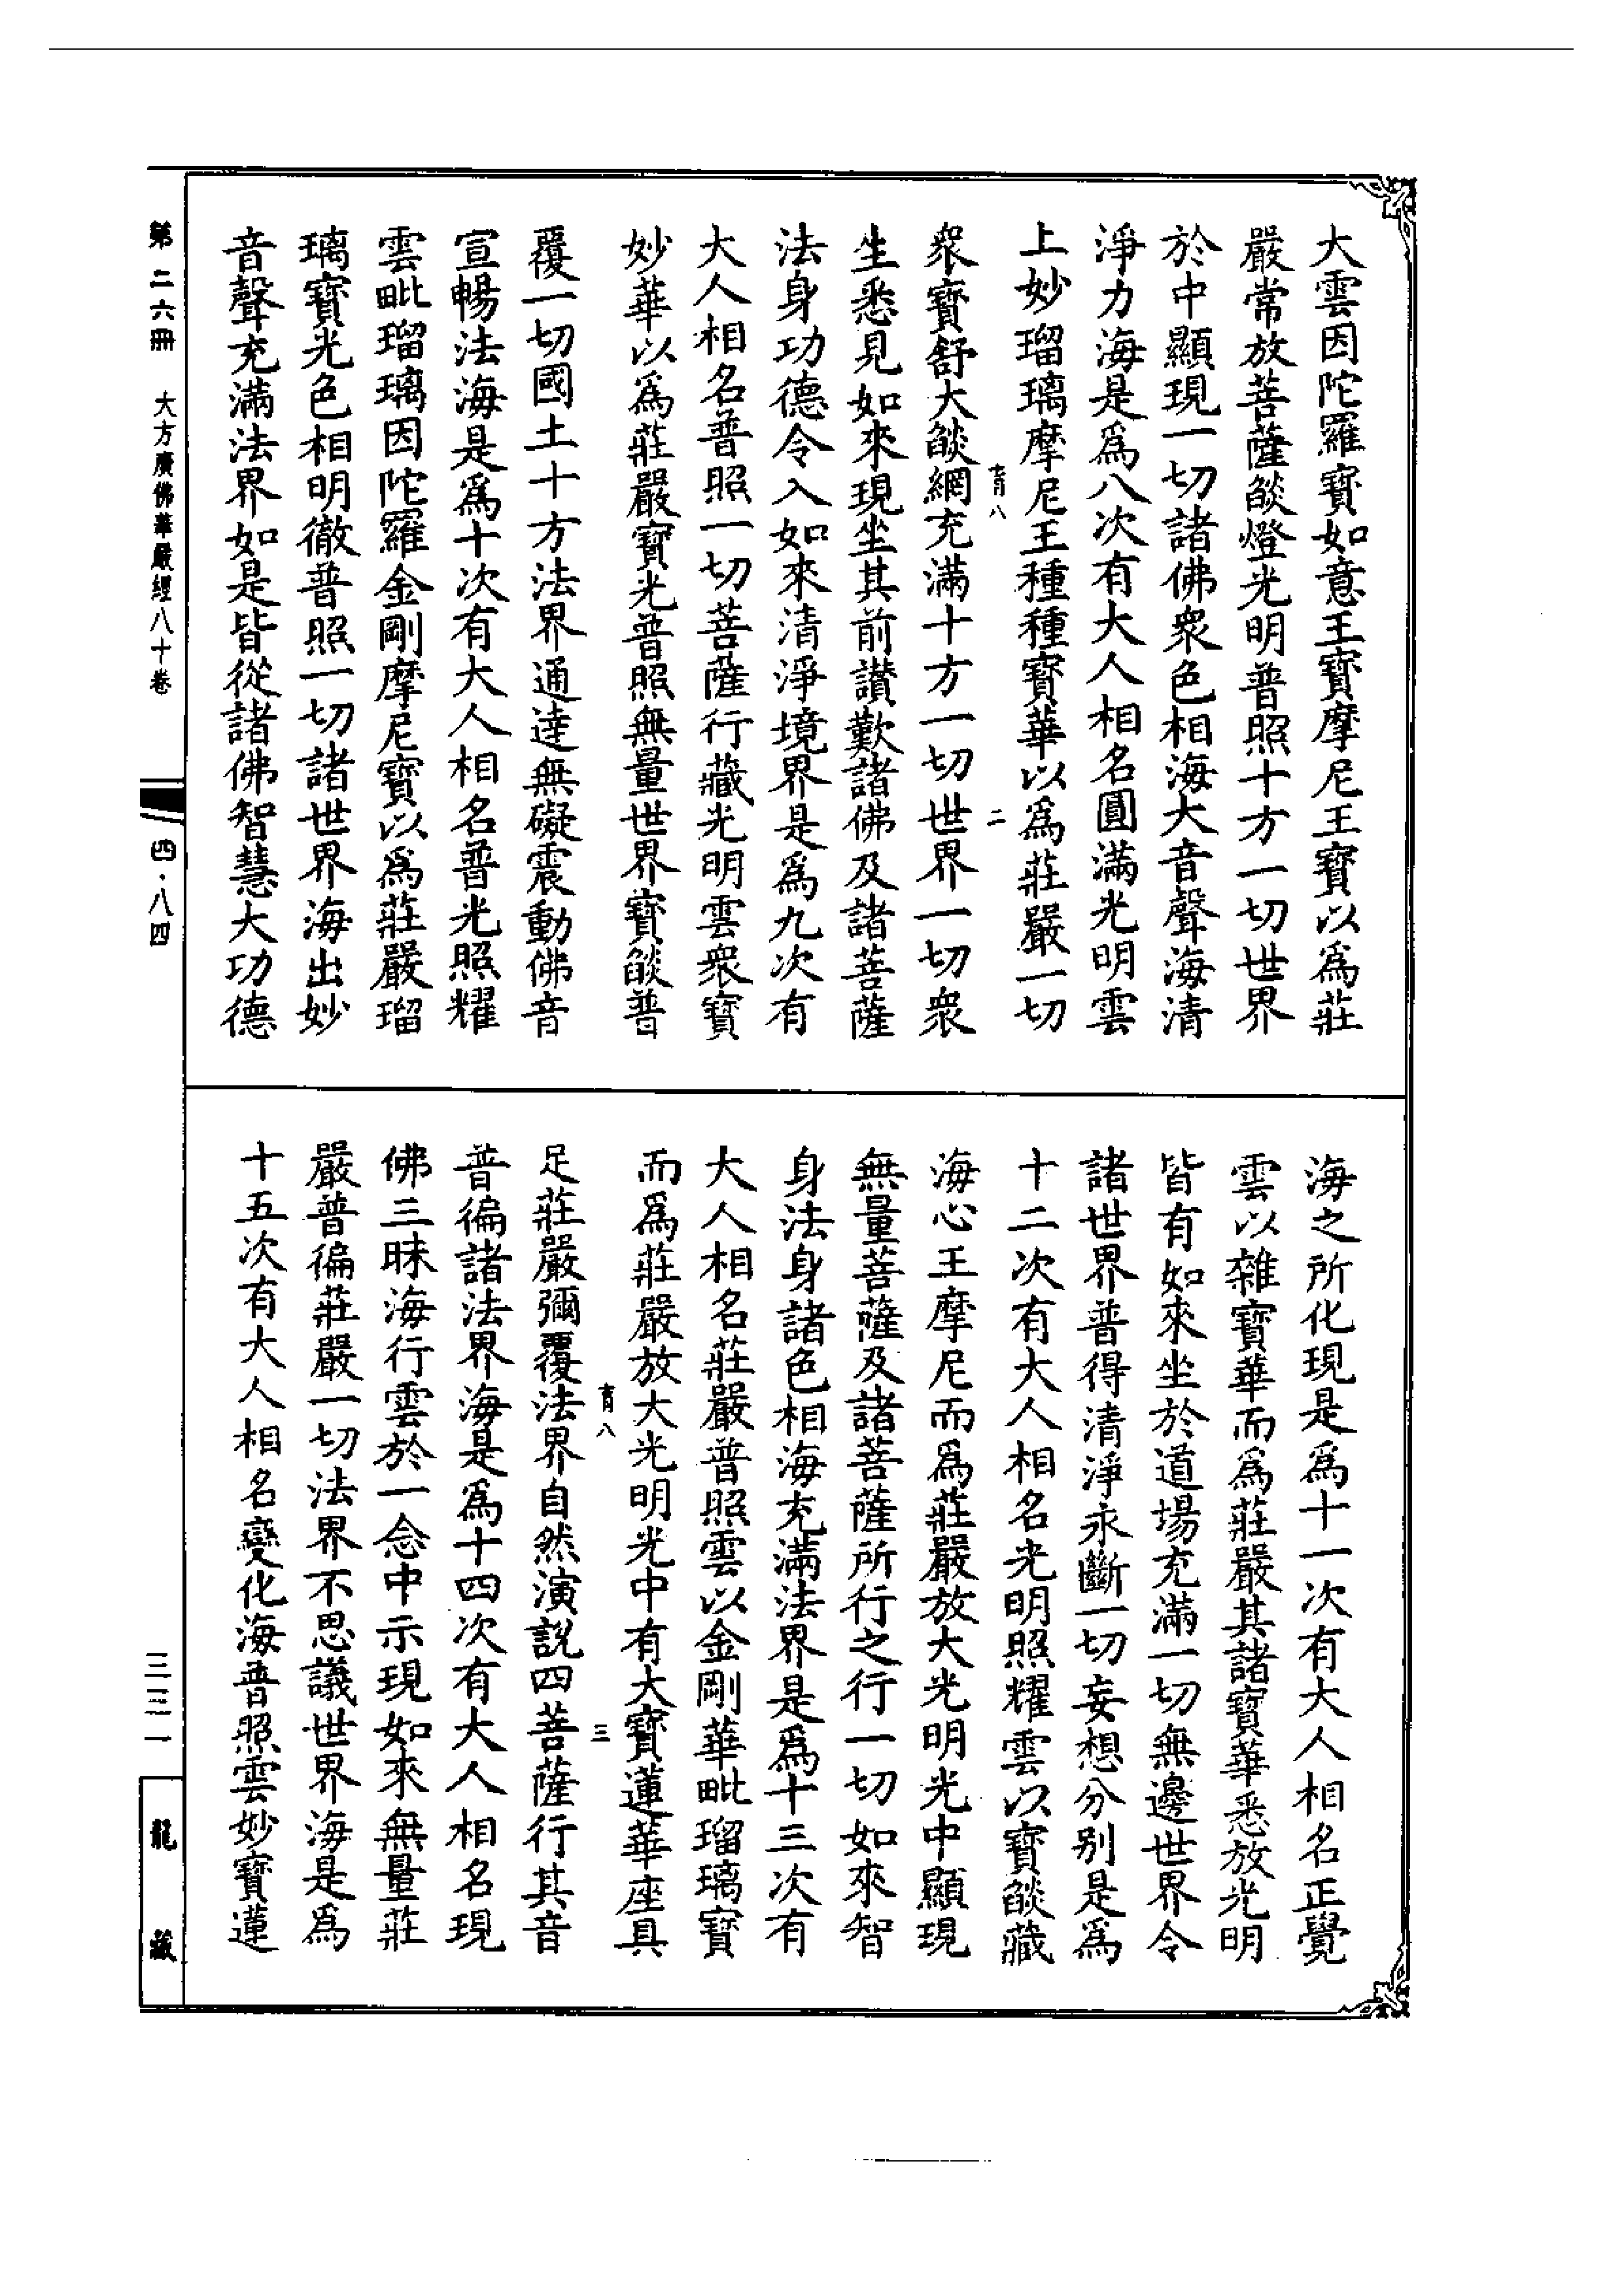 大雲因陀羅寶如意王寶摩尼王寶以爲莊
嚴常放菩薩燄燈光明普照十方一切世界
於中顯現一切諸佛衆色相海大音聲海清
淨力海是爲八次有大人相名圓滿光明雲
上妙瑠璃摩尼王種種寶華以爲莊嚴一切
育八 二
衆寶舒大燄網充滿十方一切世界一切衆
生悉見如來現坐其前讃歎諸佛及諸菩薩
法身功德令入如來清淨境界是爲九次有
大人相名普照一切菩薩行藏光明雲衆寶
妙華以爲莊嚴寶光普照無量世界寶燄普
覆一切國土十方法界通達無礙震動佛音
宣暢法海是爲十次有大人相名普光照耀
雲毗瑠璃因陀羅金剛摩尼寶以爲莊嚴瑠
璃寶光色相明徹普照一切諸世界海出妙
音聲充滿法界如是皆從諸佛智慧大功德
海之所化現是爲十一次有大人相名正覺
雲以雜寶華而爲莊嚴其諸寶華悉放光明
皆有如來坐於道場充滿一切無邊世界令
諸世界普得清淨永斷一切妄想分别是爲
十二次有大人相名光明照耀雲以寶燄藏
海心王摩尼而爲莊嚴放大光明光中顯現
無量菩薩及諸菩薩所行之行一切如來智
身法身諸色相海充滿法界是爲十三次有
大人相名莊嚴普照雲以金剛華毗瑠璃寶
而爲莊嚴放大光明光中有大寶蓮華座具
育八 三
足莊嚴彌覆法界自然演說四菩薩行其音
普徧諸法界海是爲十四次有大人相名現
佛三昧海行雲於一念中示現如來無量莊
嚴普徧莊嚴一切法界不思議世界海是爲
十五次有大人相名變化海普照雲妙寶蓮
第二六冊 大方廣佛華嚴經八十卷 四·八四 三三一 龍藏